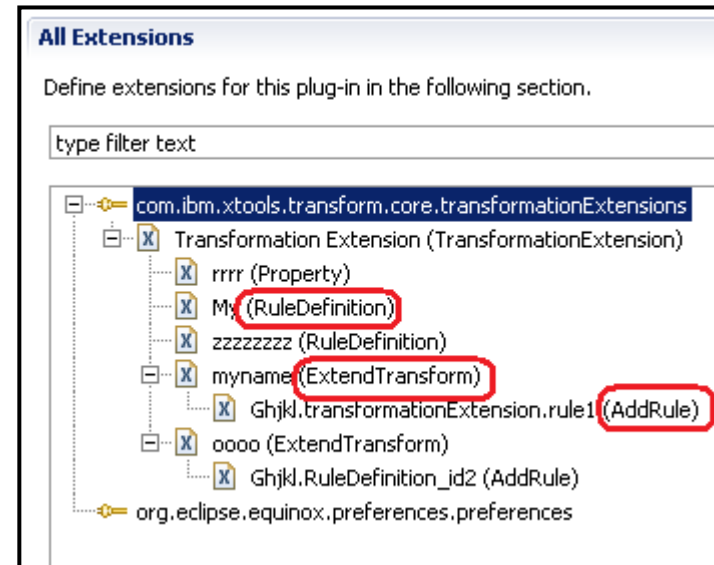 All Extensions
Define extensions for this plug-in in the following section.
type filter text
com.ibm.xtools.transform.core.transformationExtensions
Transformation Extension (TransformationExtension)
rrrr (Property)
My (RuleDefinition)
zzzzzzzz (RuleDefinition)
myname (ExtendTransform)
Ghjkl.transformationExtension.rule1 (AddRule)
oooo (ExtendTransform)
Ghjkl.RuleDefinition_id2 (AddRule)
org.eclipse.equinox.preferences.preferences